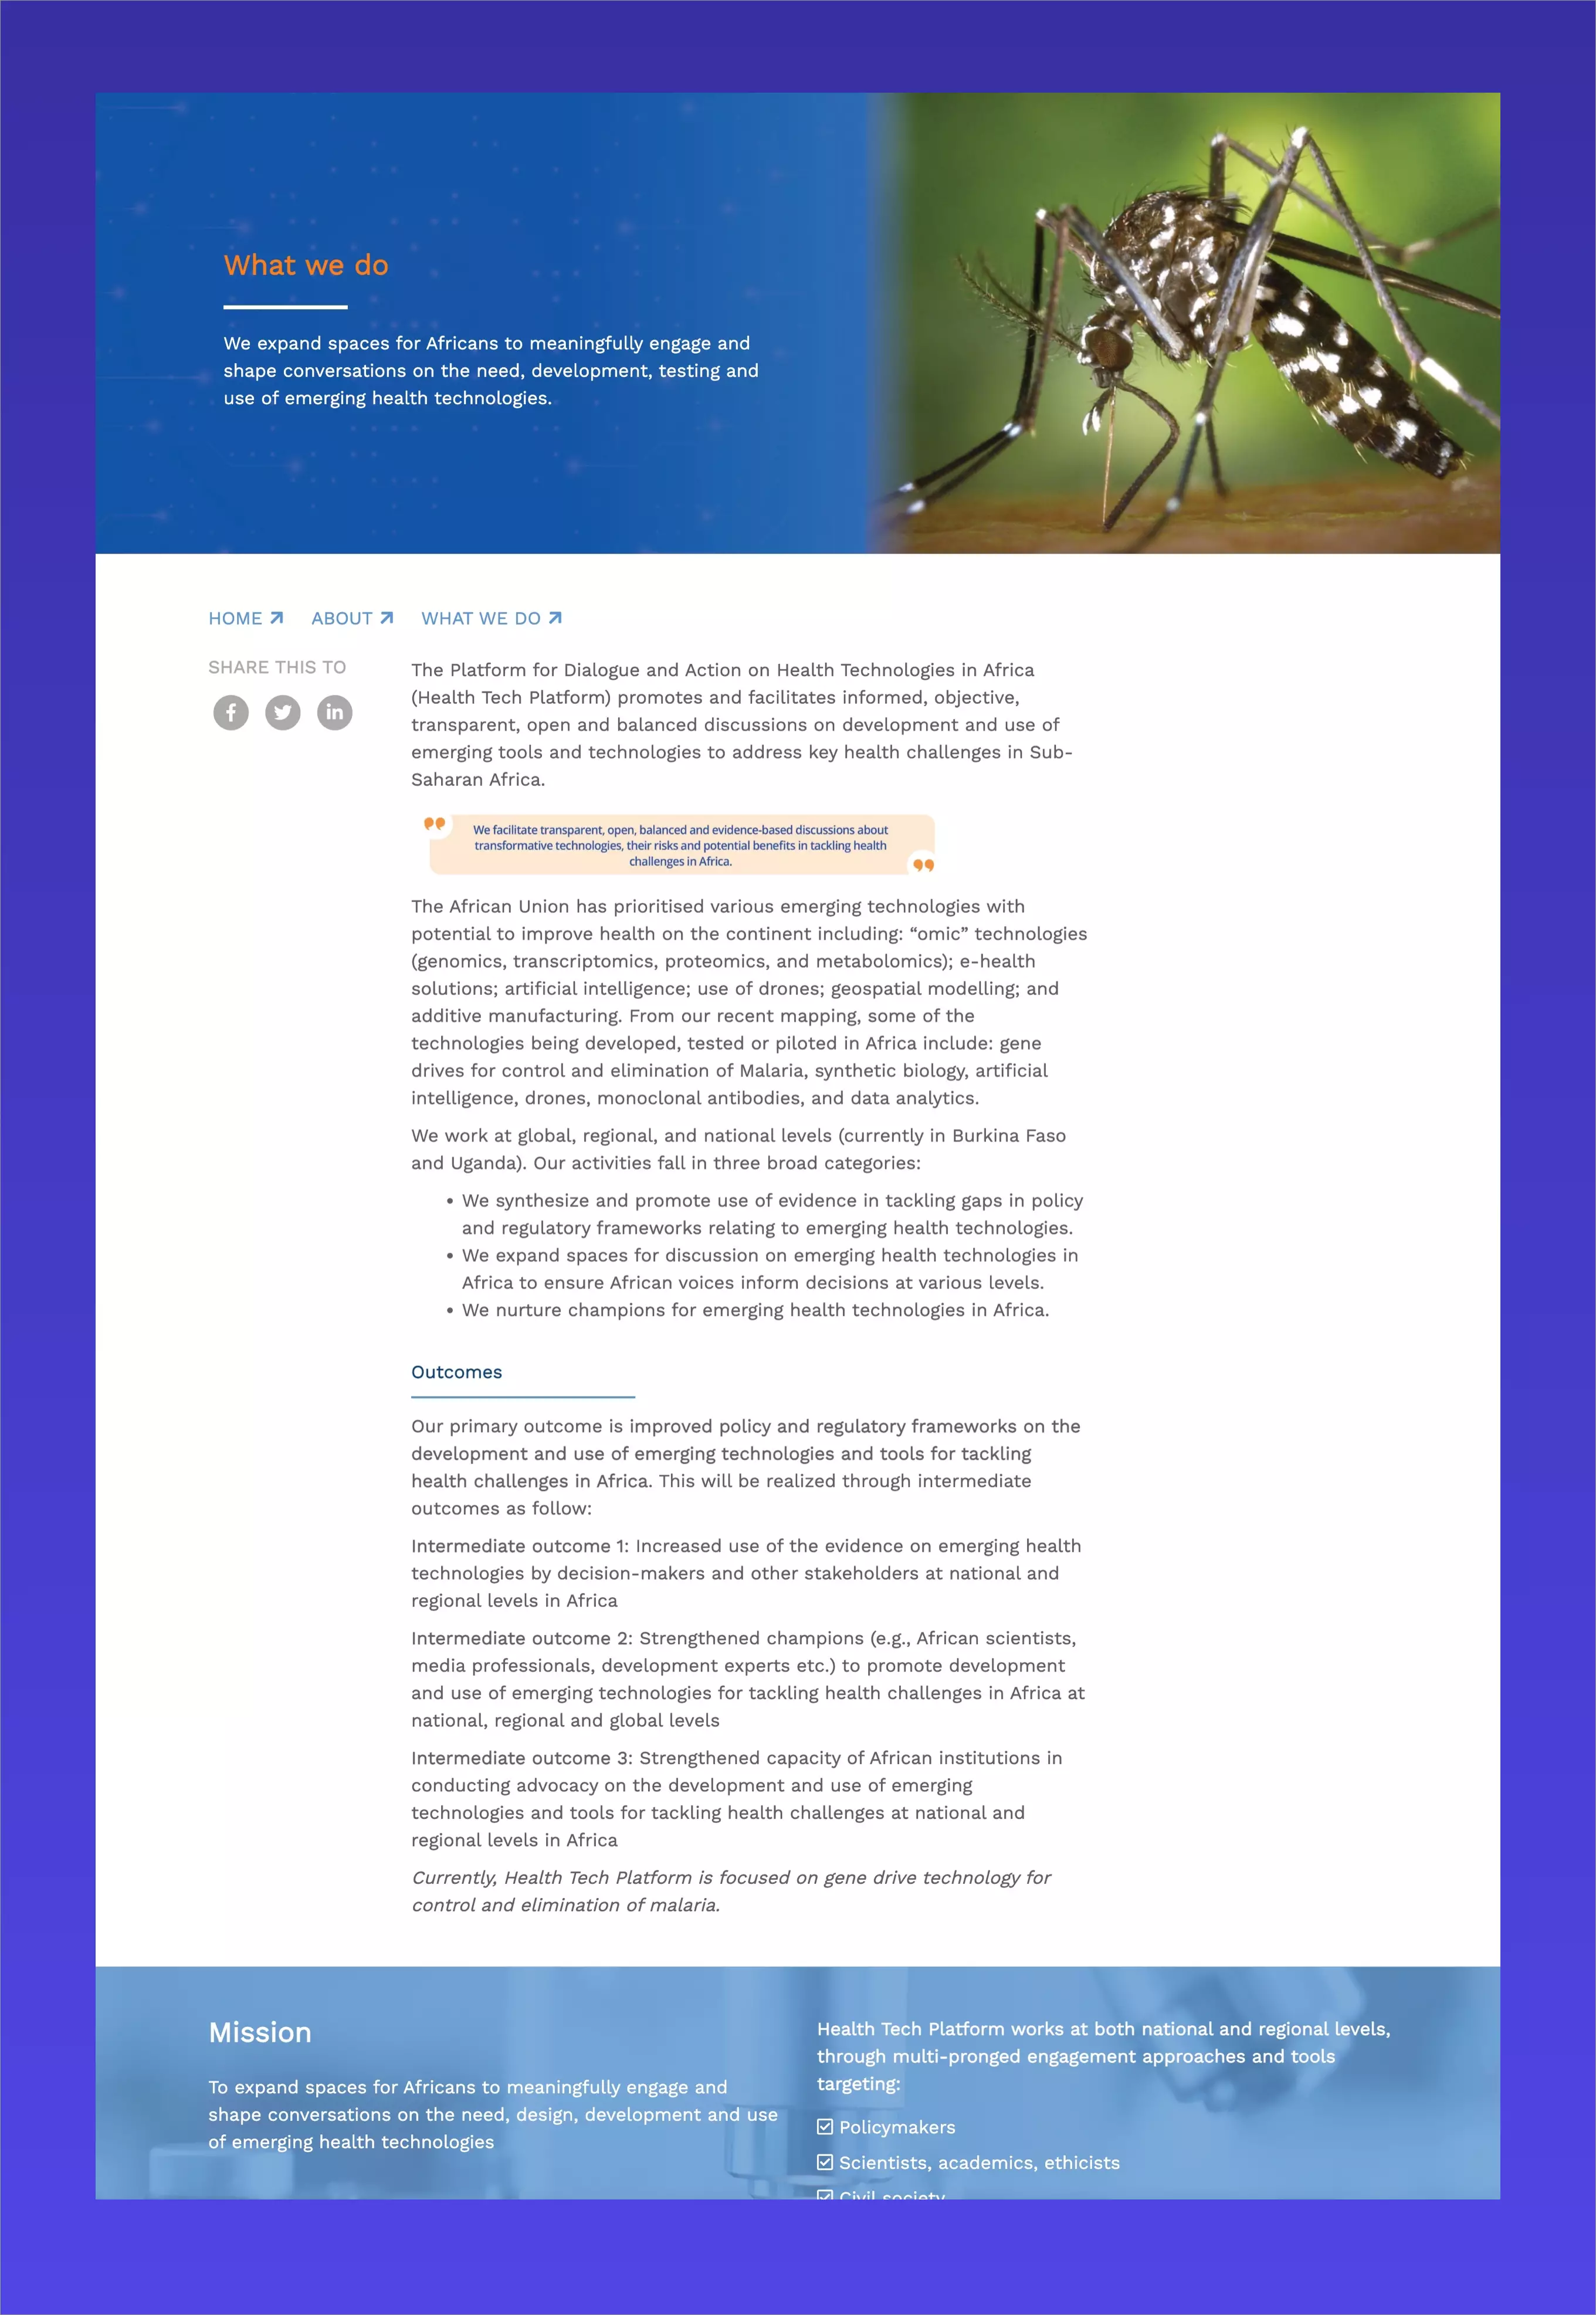 What we do
We expand spaces for Africans to meaningfully engage and
shape conversations on the need, development, testing and
use of emerging health technologies.
HOME
ABOUT
WHAT WE DO
SHARE THIS TO
The Platform for Dialogue and Action on Health Technologies in Africa
(Health Tech Platform) promotes and facilitates informed, objective,
transparent, open and balanced discussions on development and use of
emerging tools and technologies to address key health challenges in Sub-
Saharan Africa.
We facilitate transparent, open, balanced and evidence-based discussions about
transformative technologies, their risks and potential benefits in tackling health
challenges in Africa.
The African Union has prioritised various emerging technologies with
potential to improve health on the continent including: “omic” technologies
(genomics, transcriptomics, proteomics, and metabolomics); e-health
solutions; artificial intelligence; use of drones; geospatial modelling; and
additive manufacturing. From our recent mapping, some of the
technologies being developed, tested or piloted in Africa include: gene
drives for control and elimination of Malaria, synthetic biology, artificial
intelligence, drones, monoclonal antibodies, and data analytics.
We work at global, regional, and national levels (currently in Burkina Faso
and Uganda). Our activities fall in three broad categories:
• We synthesize and promote use of evidence in tackling gaps in policy
and regulatory frameworks relating to emerging health technologies.
• We expand spaces for discussion on emerging health technologies in
Africa to ensure African voices inform decisions at various levels.
• We nurture champions for emerging health technologies in Africa.
Outcomes
Our primary outcome is improved policy and regulatory frameworks on the
development and use of emerging technologies and tools for tackling
health challenges in Africa. This will be realized through intermediate
outcomes as follow:
Intermediate outcome 1: Increased use of the evidence on emerging health
technologies by decision-makers and other stakeholders at national and
regional levels in Africa
Intermediate outcome 2: Strengthened champions (e.g., African scientists,
media professionals, development experts etc.) to promote development
and use of emerging technologies for tackling health challenges in Africa at
national, regional and global levels
Intermediate outcome 3: Strengthened capacity of African institutions in
conducting advocacy on the development and use of emerging
technologies and tools for tackling health challenges at national and
regional levels in Africa
Currently, Health Tech Platform is focused on gene drive technology for
control and elimination of malaria.
Mission
To expand spaces for Africans to meaningfully engage and
shape conversations on the need, design, development and use
of emerging health technologies
Health Tech Platform works at both national and regional levels,
through multi-pronged engagement approaches and tools
targeting:
Policymakers
Scientists, academics, ethicists
Civil society